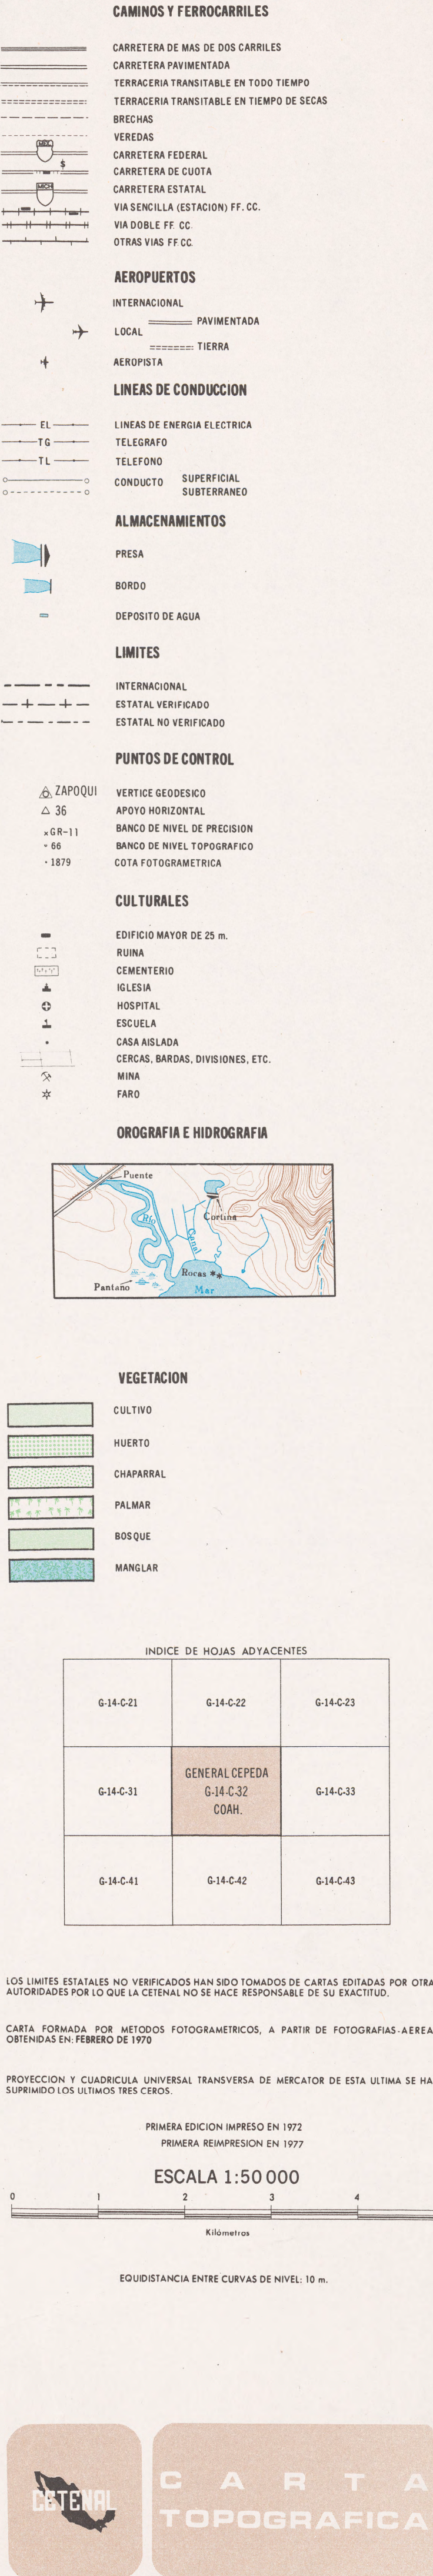 CAMINOS Y FERROCARRILES
CARRETERA DE MAS DE DOS CARRILES
CARRETERA PAVIMENTADA
TERRACERIA TRANSITABLE EN TODO TIEMPO
TERRACERIA TRANSITABLE EN TIEMPO DE SECAS
BRECHAS
VEREDAS
CARRETERA FEDERAL
$ CARRETERA DE CUOTA
MICH CARRETERA ESTATAL
VIA SENCILLA (ESTACION) FF. CC.
VIA DOBLE FF. CC.
OTRAS VIAS FF. CC.
AEROPUERTOS
INTERNACIONAL
LOCAL PAVIMENTADA
TIERRA
AEROPISTA
LINEAS DE CONDUCCION
EL LINEAS DE ENERGIA ELECTRICA
TG TELEGRAFO
TL TELEFONO
CONDUCTO SUPERFICIAL
SUBTERRANEO
ALMACENAMIENTOS
PRESA
BORDO
DEPOSITO DE AGUA
LIMITES
INTERNACIONAL
ESTATAL VERIFICADO
ESTATAL NO VERIFICADO
PUNTOS DE CONTROL
ZAPOQUI VERTICE GEODESICO
36 APOYO HORIZONTAL
GR-11 BANCO DE NIVEL DE PRECISION
66 BANCO DE NIVEL TOPOGRAFICO
1879 COTA FOTOGRAMETRICA
CULTURALES
EDIFICIO MAYOR DE 25 m.
RUINA
CEMENTERIO
IGLESIA
HOSPITAL
ESCUELA
CASA AISLADA
CERCAS, BARDAS, DIVISIONES, ETC.
MINA
FARO
OROGRAFIA E HIDROGRAFIA
Puente
Río
Cortina
Canal
Rocas
Pantano
Mar
VEGETACION
CULTIVO
HUERTO
CHAPARRAL
PALMAR
BOSQUE
MANGLAR
INDICE DE HOJAS ADYACENTES
G-14-C-21 G-14-C-22 G-14-C-23
GENERAL CEPEDA
G-14-C-31 G-14-C-32 G-14-C-33
COAH.
G-14-C-41 G-14-C-42 G-14-C-43
LOS LIMITES ESTATALES NO VERIFICADOS HAN SIDO TOMADOS DE CARTAS EDITADAS POR OTRA
AUTORIDADES POR LO QUE LA CETENAL NO SE HACE RESPONSABLE DE SU EXACTITUD.
CARTA FORMADA POR METODOS FOTOGRAMETRICOS, A PARTIR DE FOTOGRAFIAS-AEREA
OBTENIDAS EN: FEBRERO DE 1970
PROYECCION Y CUADRICULA UNIVERSAL TRANSVERSA DE MERCATOR DE ESTA ULTIMA SE HA
SUPRIMIDO LOS ULTIMOS TRES CEROS.
PRIMERA EDICION IMPRESO EN 1972
PRIMERA REIMPRESION EN 1977
ESCALA 1:50 000
0 1 2 3 4
Kilómetros
EQUIDISTANCIA ENTRE CURVAS DE NIVEL: 10 m.
CETENAL
CARTA
TOPOGRAFICA